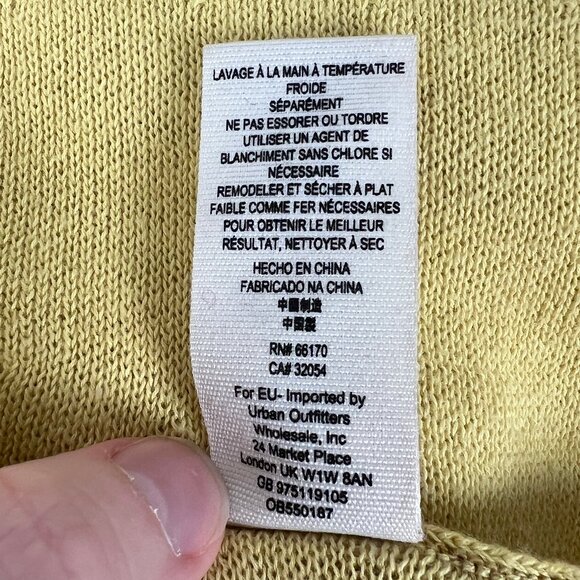 LAVAGE À LA MAIN À TEMPÉRATURE
FROIDE
SÉPARÉMENT
NE PAS ESSORER OU TORDRE
UTILISER UN AGENT DE
BLANCHIMENT SANS CHLORE SI
NÉCESSAIRE
REMODELER ET SÉCHER À PLAT
FAIBLE COMME FER NÉCESSAIRES
POUR OBTENIR LE MEILLEUR
RÉSULTAT, NETTOYER À SEC
HECHO EN CHINA
FABRICADO NA CHINA
中國制造
中国製
RN# 66170
CA# 32054
For EU- Imported by
Urban Outfitters
Wholesale, Inc
24 Market Place
London UK W1W 8AN
GB 975119105
OB550187